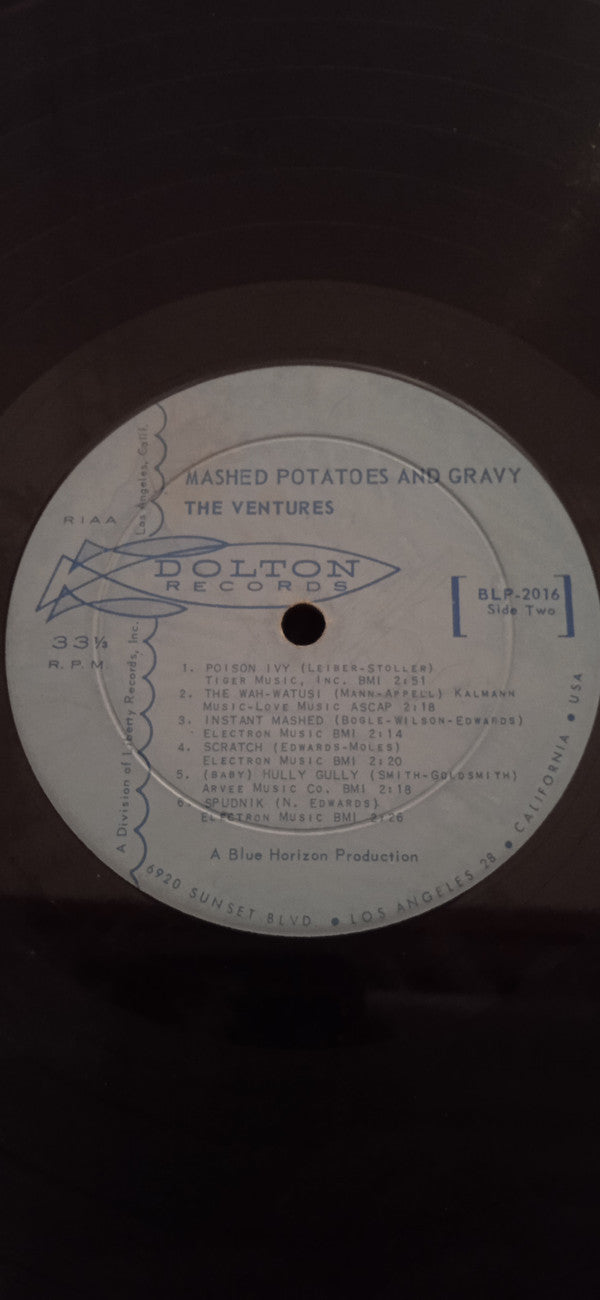 MASHED POTATOES AND GRAVY
THE VENTURES
RIAA
DOLTON
RECORDS
33⅓
R.P.M.
BLP-2016
Side Two
1. POISON IVY (LEIBER-STOLLER)
TIGER MUSIC, INC. BMI 2:51
2. THE WAH-WATUSI (MANN-APPELL) KALMANN
MUSIC-LOVE MUSIC ASCAP 2:18
3. INSTANT MASHED (BOGLE-WILSON-EDWARDS)
ELECTRON MUSIC BMI 2:14
4. SCRATCH (EDWARDS-MOLES)
ELECTRON MUSIC BMI 2:20
5. (BABY) HULLY GULLY (SMITH-GOLDSMITH)
ARVEE MUSIC CO. BMI 2:18
6. SPUDNIK (N. EDWARDS)
ELECTRON MUSIC BMI 2:26
A Blue Horizon Production
A Division of Liberty Records, Inc. Los Angeles, Calif.
6920 SUNSET BLVD. ● LOS ANGELES 28 ● CALIFORNIA ● USA